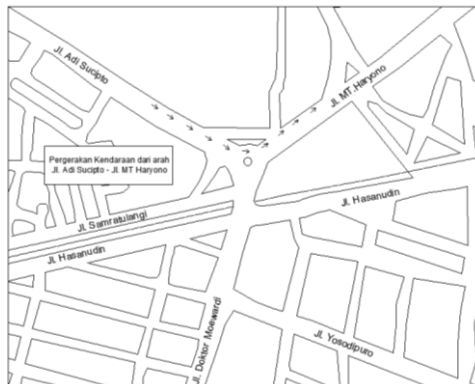 Jl. Adi Sucipto
Jl. MT.Haryono
Pergerakan Kendaraan dari arah
Jl. Adi Sucipto - Jl. MT Haryono
Jl. Samratulangi
Jl. Hasanudin
Jl. Hasanudin
Jl. Doktor Moewardi
Jl. Yosodipuro